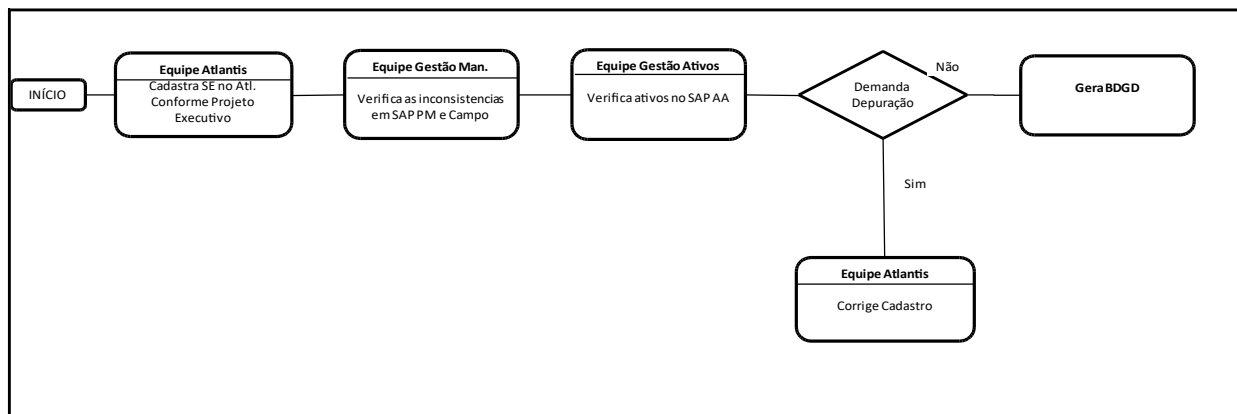 INÍCIO
Equipe Atlantis
Cadastra SE no Atl.
Conforme Projeto
Executivo
Equipe Gestão Man.
Verifica as inconsistencias
em SAP PM e Campo
Equipe Gestão Ativos
Verifica ativos no SAP AA
Demanda
Depuração
Não
Gera BDGD
Sim
Equipe Atlantis
Corrige Cadastro